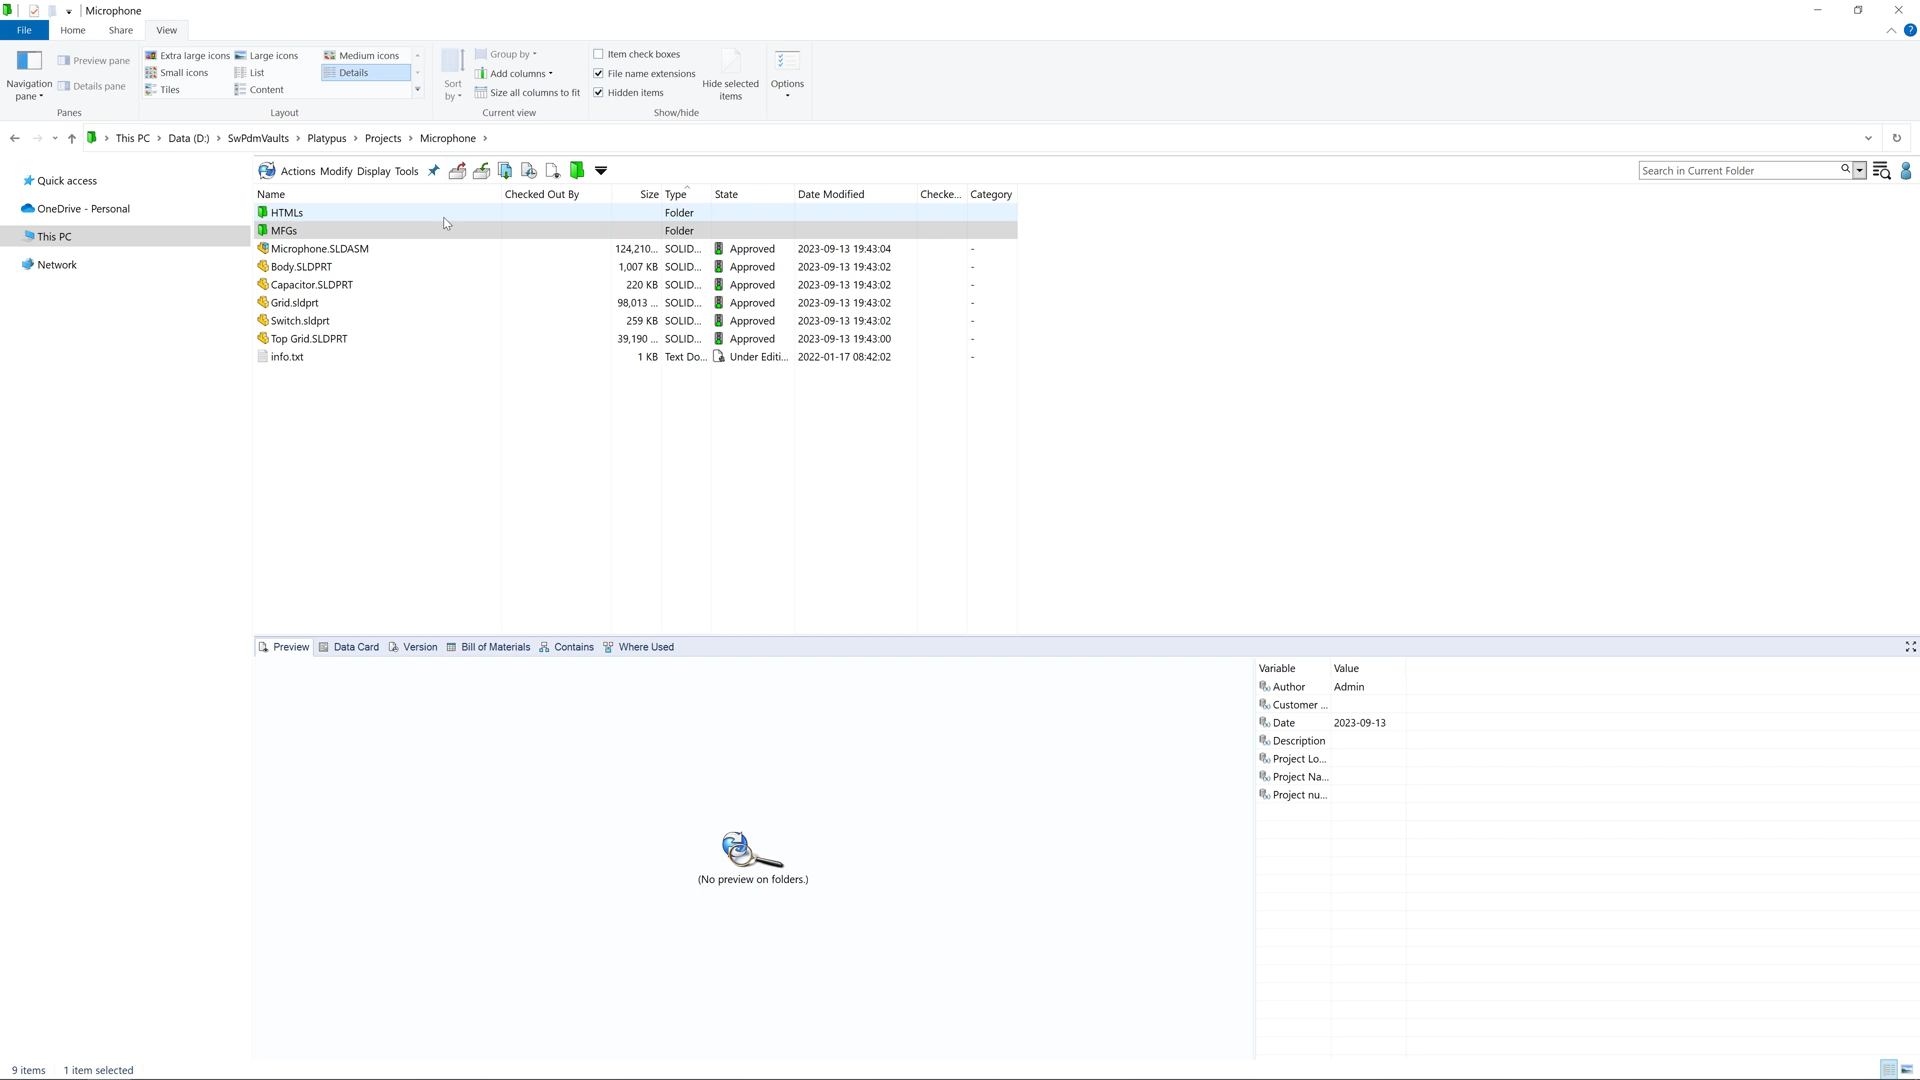 Microphone
File Home Share View
Navigation pane
Preview pane
Details pane
Panes
Extra large icons Large icons Medium icons
Small icons List Details
Tiles Content
Layout
Sort by
Group by
Add columns
Size all columns to fit
Current view
Item check boxes
File name extensions
Hidden items
Hide selected items
Show/hide
Options
This PC > Data (D:) > SwPdmVaults > Platypus > Projects > Microphone >
Quick access
OneDrive - Personal
This PC
Network
Actions Modify Display Tools
Search in Current Folder
Name Checked Out By Size Type State Date Modified Checke... Category
HTMLs Folder
MFGs Folder
Microphone.SLDASM 124,210... SOLID... Approved 2023-09-13 19:43:04 -
Body.SLDPRT 1,007 KB SOLID... Approved 2023-09-13 19:43:02 -
Capacitor.SLDPRT 220 KB SOLID... Approved 2023-09-13 19:43:02 -
Grid.sldprt 98,013 ... SOLID... Approved 2023-09-13 19:43:02 -
Switch.sldprt 259 KB SOLID... Approved 2023-09-13 19:43:02 -
Top Grid.SLDPRT 39,190 ... SOLID... Approved 2023-09-13 19:43:00 -
info.txt 1 KB Text Do... Under Editi... 2022-01-17 08:42:02 -
Preview Data Card Version Bill of Materials Contains Where Used
(No preview on folders.)
Variable Value
Author Admin
Customer ...
Date 2023-09-13
Description
Project Lo...
Project Na...
Project nu...
9 items 1 item selected